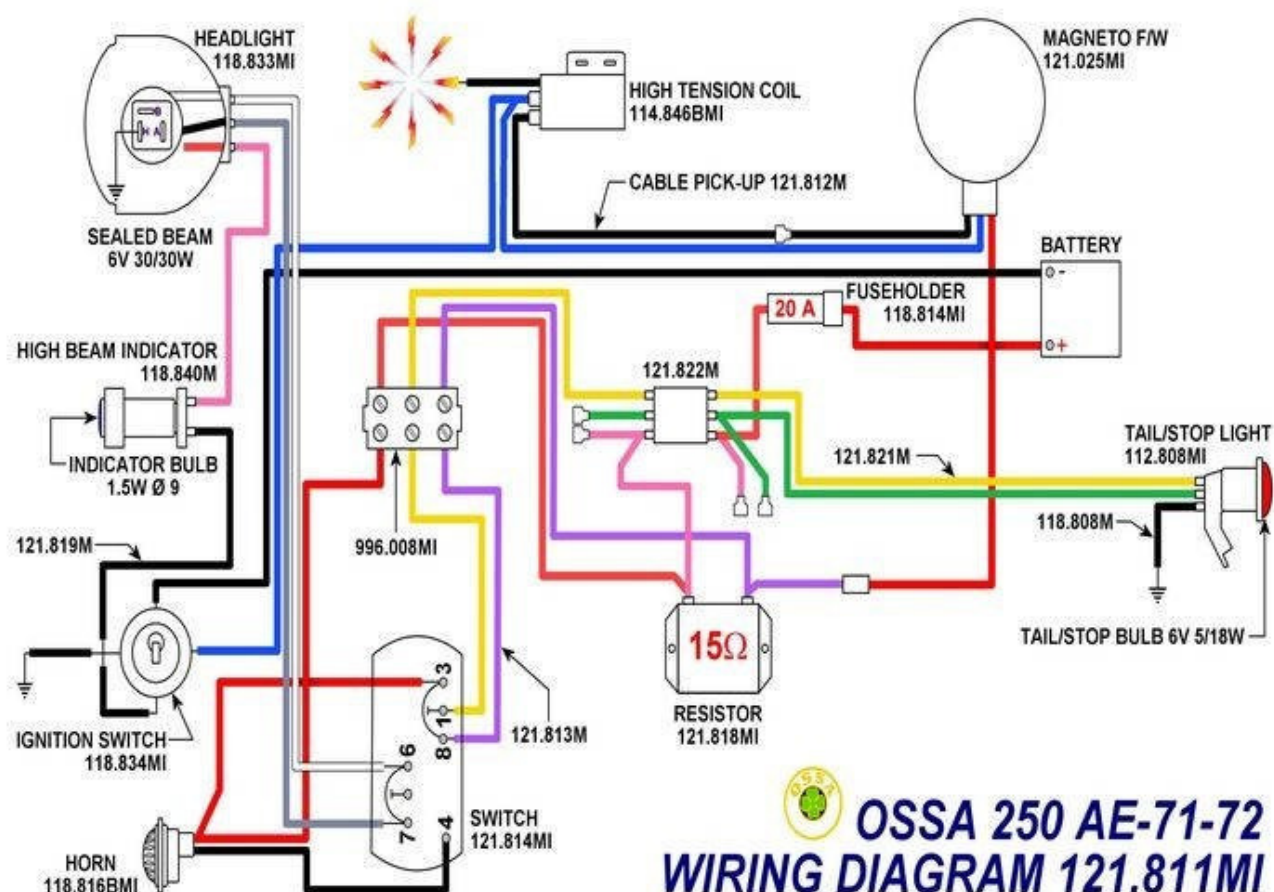 HEADLIGHT
118.833MI
HIGH TENSION COIL
114.846BMI
MAGNETO F/W
121.025MI
H A
CABLE PICK-UP 121.812M
SEALED BEAM
6V 30/30W
BATTERY
-
+
20 A
FUSEHOLDER
118.814MI
HIGH BEAM INDICATOR
118.840M
121.822M
INDICATOR BULB
1.5W Ø 9
TAIL/STOP LIGHT
112.808MI
121.821M
118.808M
121.819M
996.008MI
15Ω
RESISTOR
121.818MI
TAIL/STOP BULB 6V 5/18W
3
1
8
6
7
4
121.813M
IGNITION SWITCH
118.834MI
SWITCH
121.814MI
HORN
118.816BMI
OSSA
OSSA 250 AE-71-72
WIRING DIAGRAM 121.811MI